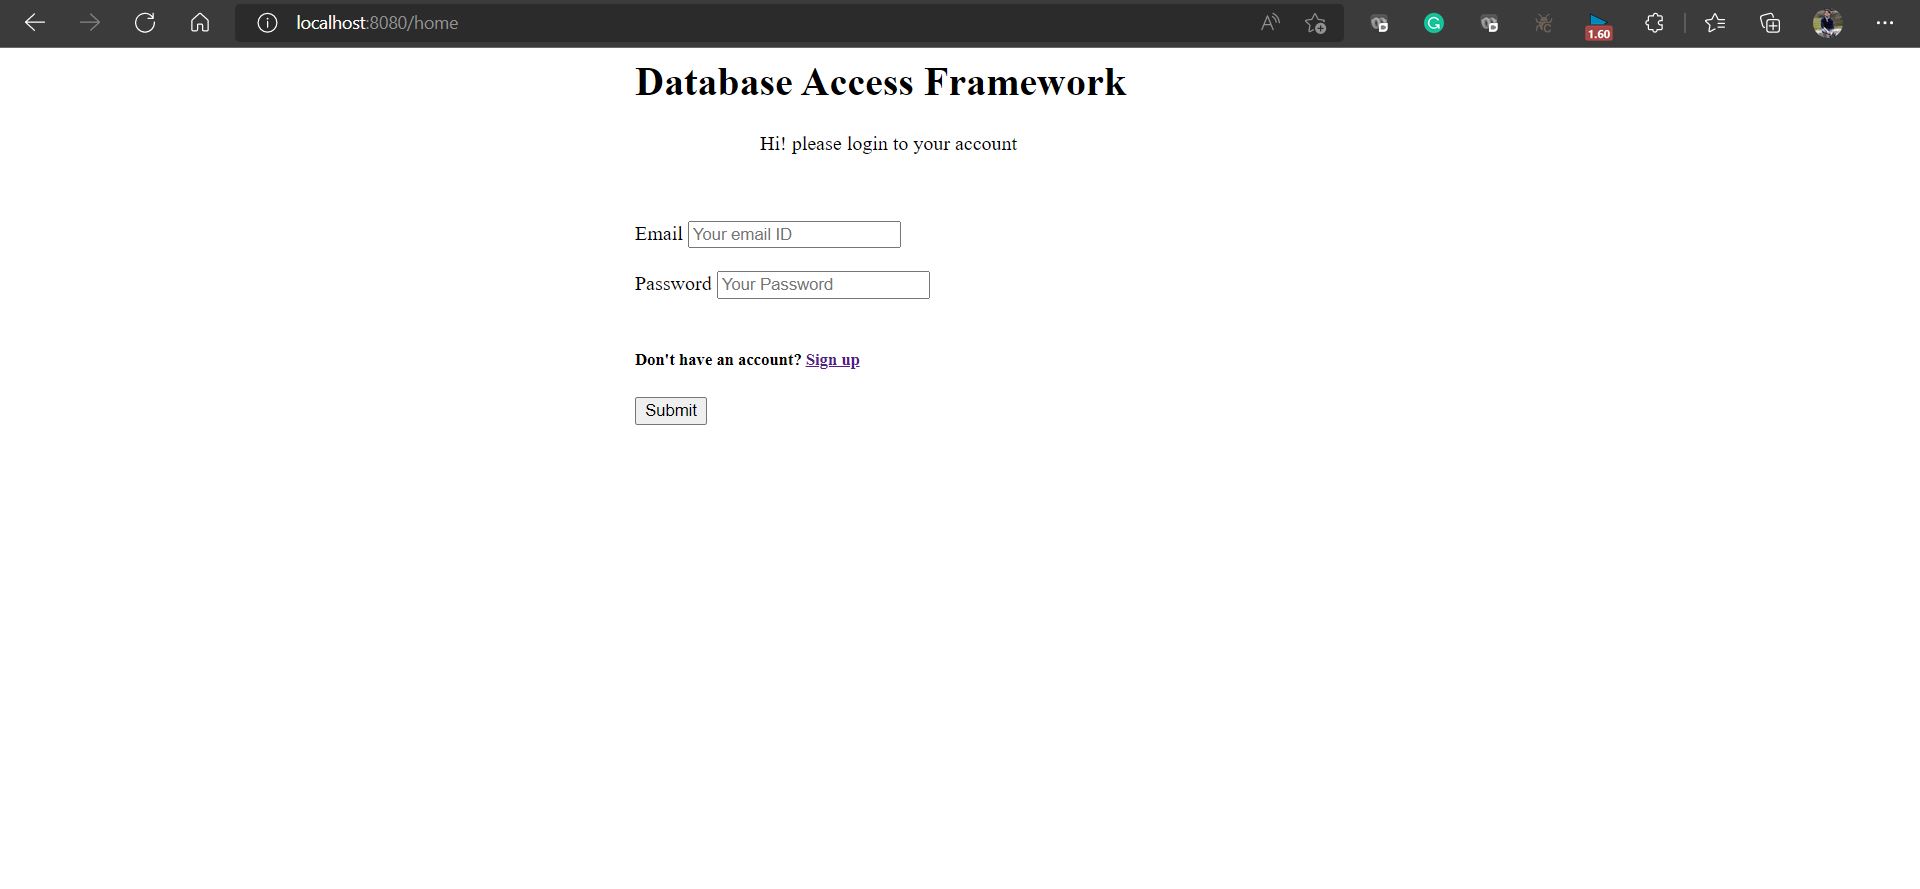 localhost:8080/home
1.60
Database Access Framework
Hi! please login to your account
Email Your email ID
Password Your Password
Don't have an account? Sign up
Submit